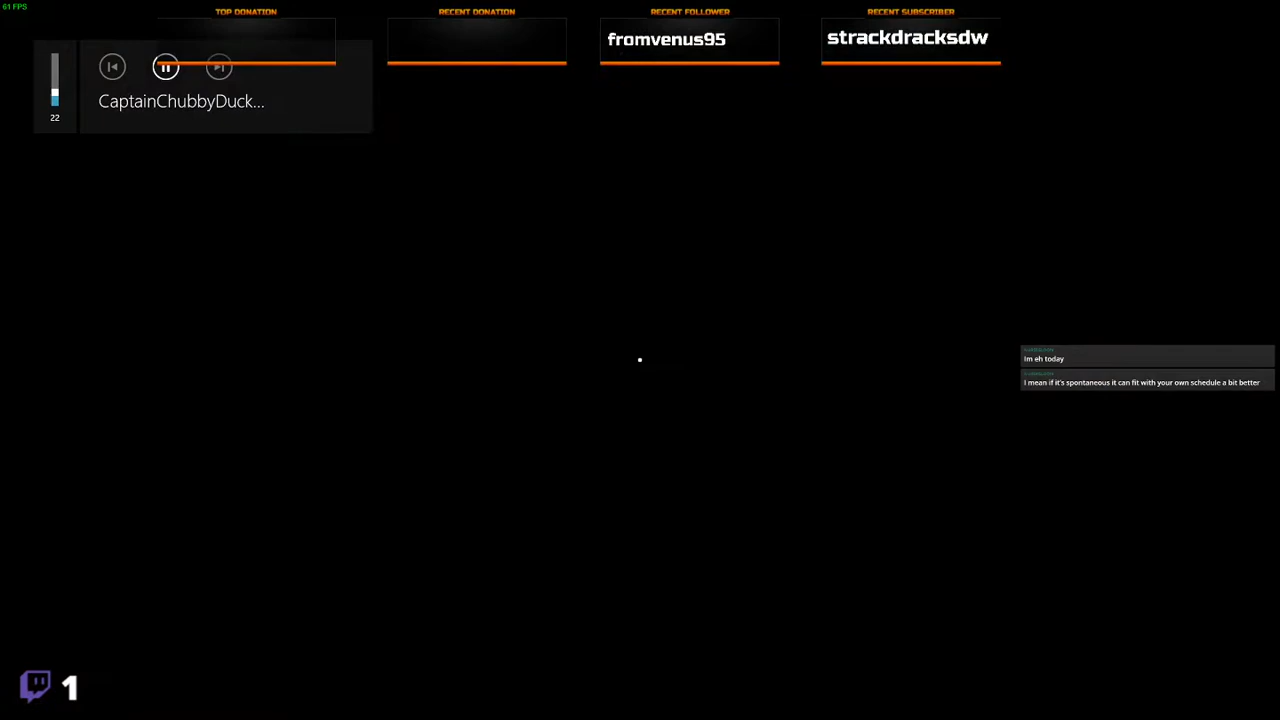 61 FPS
TOP DONATION
RECENT DONATION
RECENT FOLLOWER
RECENT SUBSCRIBER
fromvenus95
strackdracksdw
CaptainChubbyDuck...
22
Im eh today
I mean if it's spontaneous it can fit with your own schedule a bit better
1